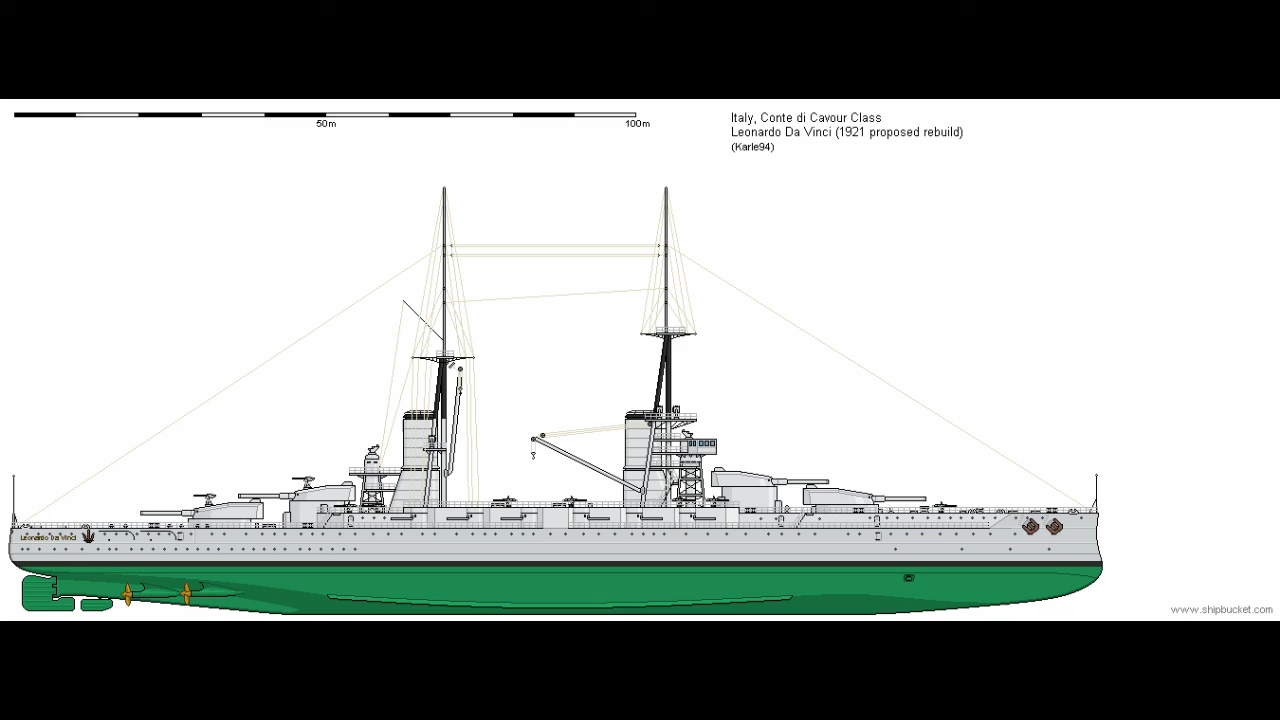 50m
100m
Italy, Conte di Cavour Class
Leonardo Da Vinci (1921 proposed rebuild)
(Karle94)
Leonardo Da Vinci
www.shipbucket.com